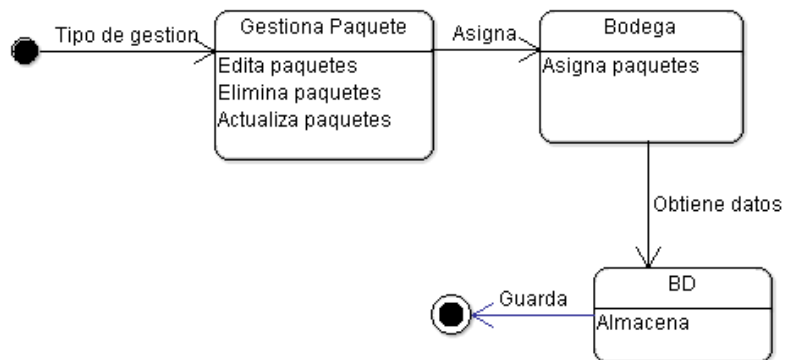 Tipo de gestion
Gestiona Paquete
Edita paquetes
Elimina paquetes
Actualiza paquetes
Asigna
Bodega
Asigna paquetes
Obtiene datos
BD
Almacena
Guarda